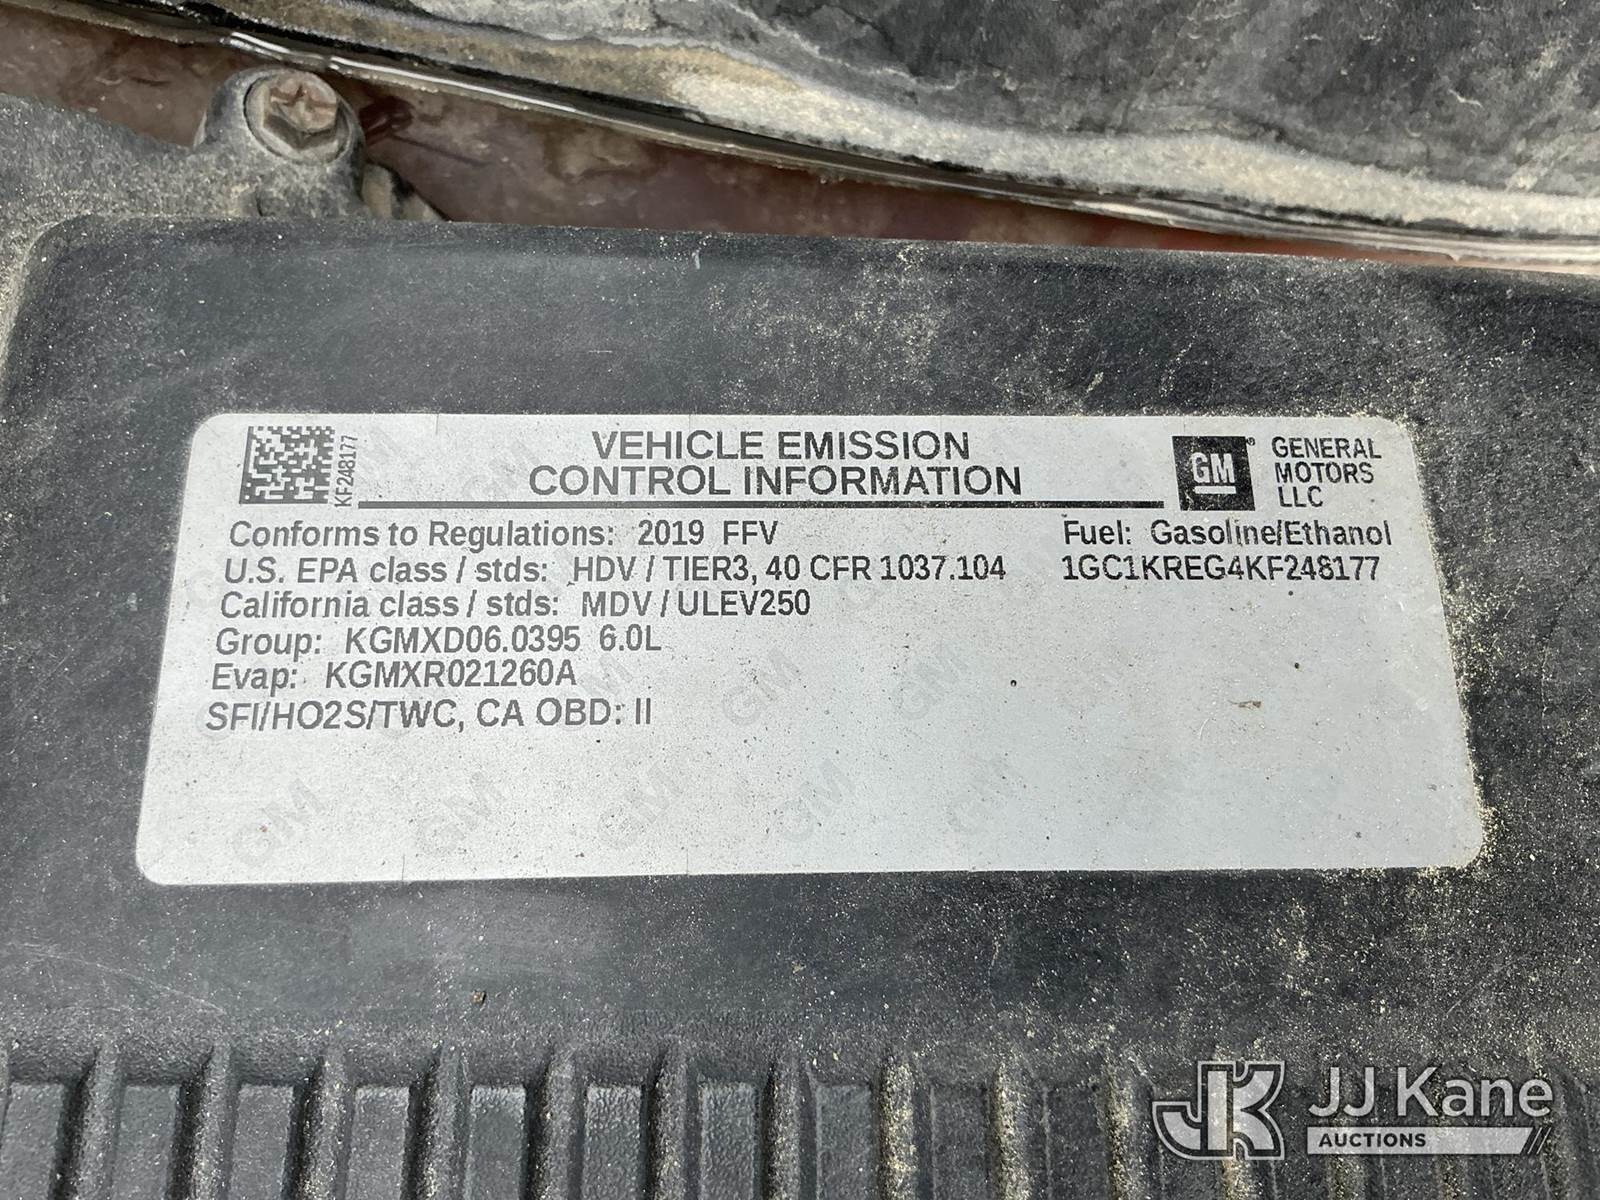 KF248177
VEHICLE EMISSION
CONTROL INFORMATION
GM®
GENERAL
MOTORS
LLC
Conforms to Regulations: 2019 FFV
Fuel: Gasoline/Ethanol
U.S. EPA class / stds: HDV / TIER3, 40 CFR 1037.104
1GC1KREG4KF248177
California class / stds: MDV / ULEV250
Group: KGMXD06.0395 6.0L
Evap: KGMXR021260A
SFI/HO2S/TWC, CA OBD: II
JK JJ Kane
AUCTIONS